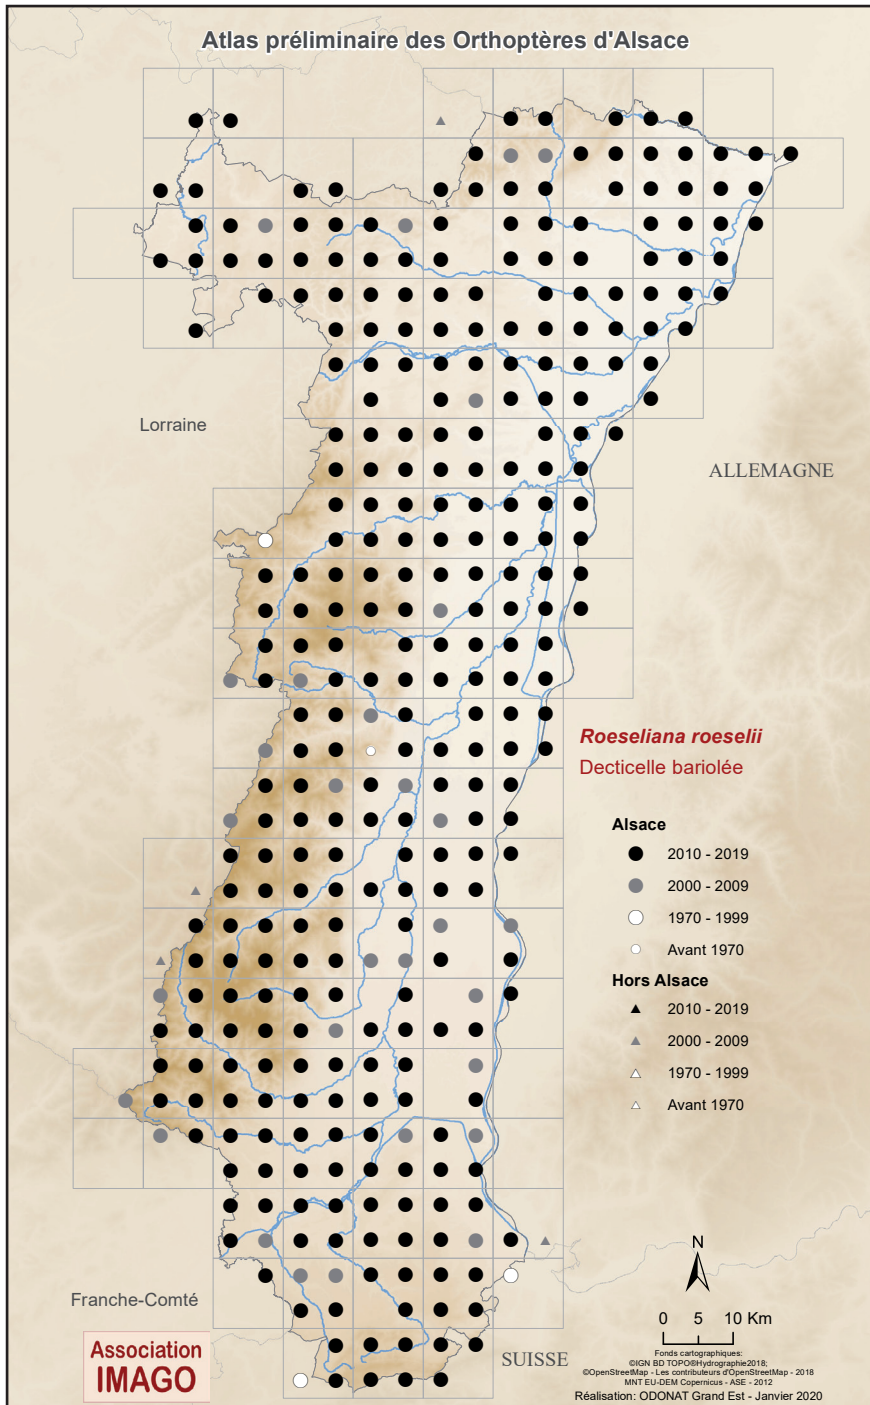 Atlas préliminaire des Orthoptères d'Alsace
Lorraine
ALLEMAGNE
Roeseliana roeselii
Decticelle bariolée
Alsace
2010 - 2019
2000 - 2009
1970 - 1999
Avant 1970
Hors Alsace
2010 - 2019
2000 - 2009
1970 - 1999
Avant 1970
N
0 5 10 Km
Franche-Comté
SUISSE
Association
IMAGO
Fonds cartographiques:
©IGN BD TOPO®Hydrographie2018;
©OpenStreetMap - Les contributeurs d'OpenStreetMap - 2018
MNT EU-DEM Copernicus - ASE - 2012
Réalisation: ODONAT Grand Est - Janvier 2020